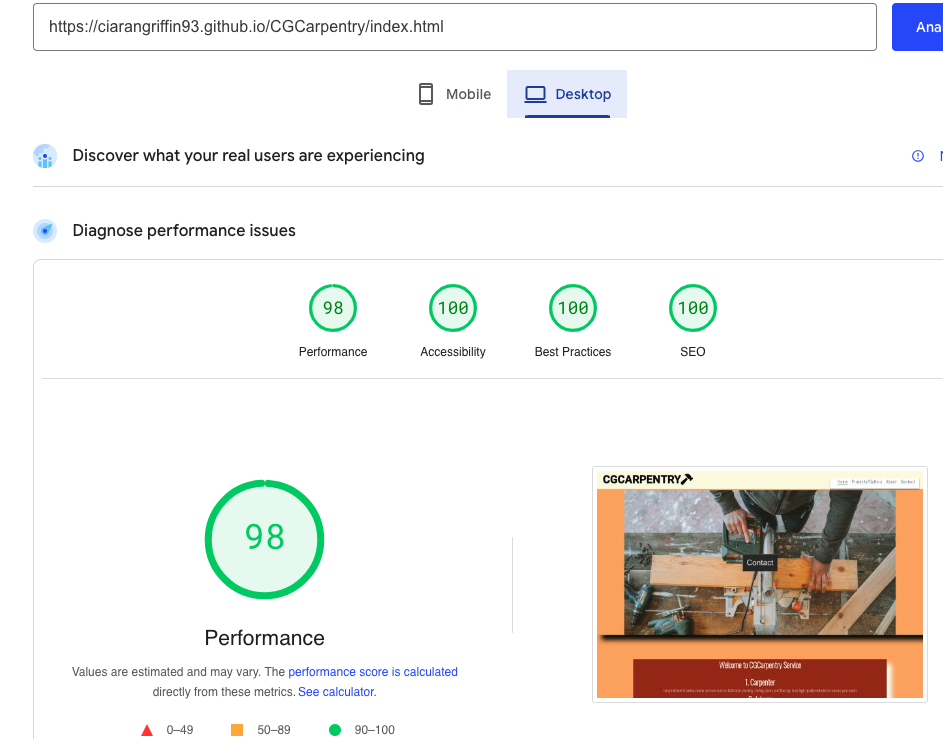 https://ciarangriffin93.github.io/CGCarpentry/index.html
Ana
Mobile
Desktop
Discover what your real users are experiencing
Diagnose performance issues
98
100
100
100
Performance
Accessibility
Best Practices
SEO
98
CGCARPENTRY
Home
About
Contact
Contact
Performance
Welcome to CGCarpentry Service
1. Carpenter
Values are estimated and may vary. The performance score is calculated
directly from these metrics. See calculator.
0–49
50–89
90–100